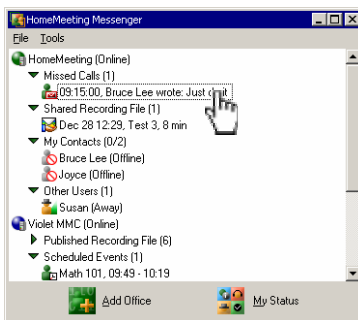 HomeMeeting Messenger
File Tools
HomeMeeting (Online)
Missed Calls (1)
09:15:00, Bruce Lee wrote: Just
Shared Recording File (1)
Dec 28 12:29, Test 3, 8 min
My Contacts (0/2)
Bruce Lee (Offline)
Joyce (Offline)
Other Users (1)
Susan (Away)
Violet MMC (Online)
Published Recording File (6)
Scheduled Events (1)
Math 101, 09:49 - 10:19
Add Office My Status